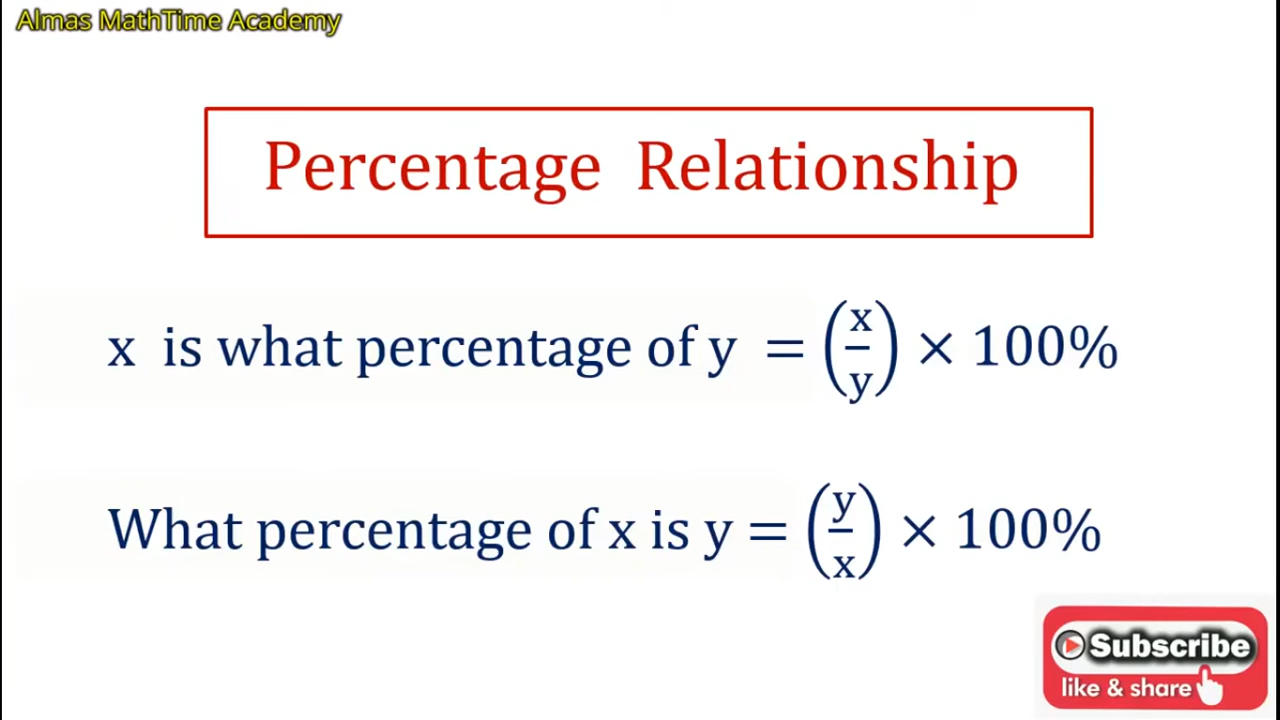 Almas MathTime Academy
Percentage Relationship
x is what percentage of y = (x/y) × 100%
What percentage of x is y = (y/x) × 100%
Subscribe
like & share